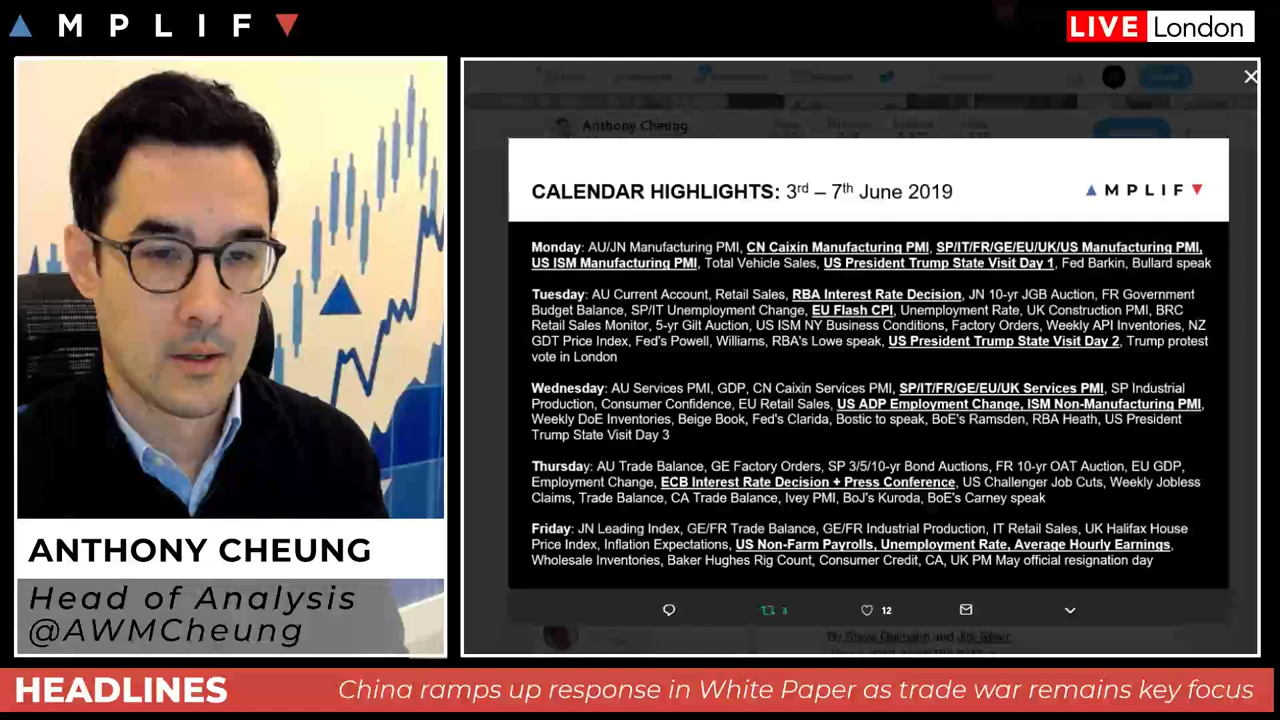 AMPLIFY
LIVE London
Anthony Cheung
CALENDAR HIGHLIGHTS: 3rd – 7th June 2019
AMPLIFY
Monday: AU/JN Manufacturing PMI, CN Caixin Manufacturing PMI, SP/IT/FR/GE/EU/UK/US Manufacturing PMI,
US ISM Manufacturing PMI, Total Vehicle Sales, US President Trump State Visit Day 1, Fed Barkin, Bullard speak
Tuesday: AU Current Account, Retail Sales, RBA Interest Rate Decision, JN 10-yr JGB Auction, FR Government
Budget Balance, SP/IT Unemployment Change, EU Flash CPI, Unemployment Rate, UK Construction PMI, BRC
Retail Sales Monitor, 5-yr Gilt Auction, US ISM NY Business Conditions, Factory Orders, Weekly API Inventories, NZ
GDT Price Index, Fed's Powell, Williams, RBA's Lowe speak, US President Trump State Visit Day 2, Trump protest
vote in London
Wednesday: AU Services PMI, GDP, CN Caixin Services PMI, SP/IT/FR/GE/EU/UK Services PMI, SP Industrial
Production, Consumer Confidence, EU Retail Sales, US ADP Employment Change, ISM Non-Manufacturing PMI,
Weekly DoE Inventories, Beige Book, Fed's Clarida, Bostic to speak, BoE's Ramsden, RBA Heath, US President
Trump State Visit Day 3
Thursday: AU Trade Balance, GE Factory Orders, SP 3/5/10-yr Bond Auctions, FR 10-yr OAT Auction, EU GDP,
Employment Change, ECB Interest Rate Decision + Press Conference, US Challenger Job Cuts, Weekly Jobless
Claims, Trade Balance, CA Trade Balance, Ivey PMI, BoJ's Kuroda, BoE's Carney speak
Friday: JN Leading Index, GE/FR Trade Balance, GE/FR Industrial Production, IT Retail Sales, UK Halifax House
Price Index, Inflation Expectations, US Non-Farm Payrolls, Unemployment Rate, Average Hourly Earnings,
Wholesale Inventories, Baker Hughes Rig Count, Consumer Credit, CA, UK PM May official resignation day
3 12
ANTHONY CHEUNG
Head of Analysis
@AWMCheung
HEADLINES China ramps up response in White Paper as trade war remains key focus